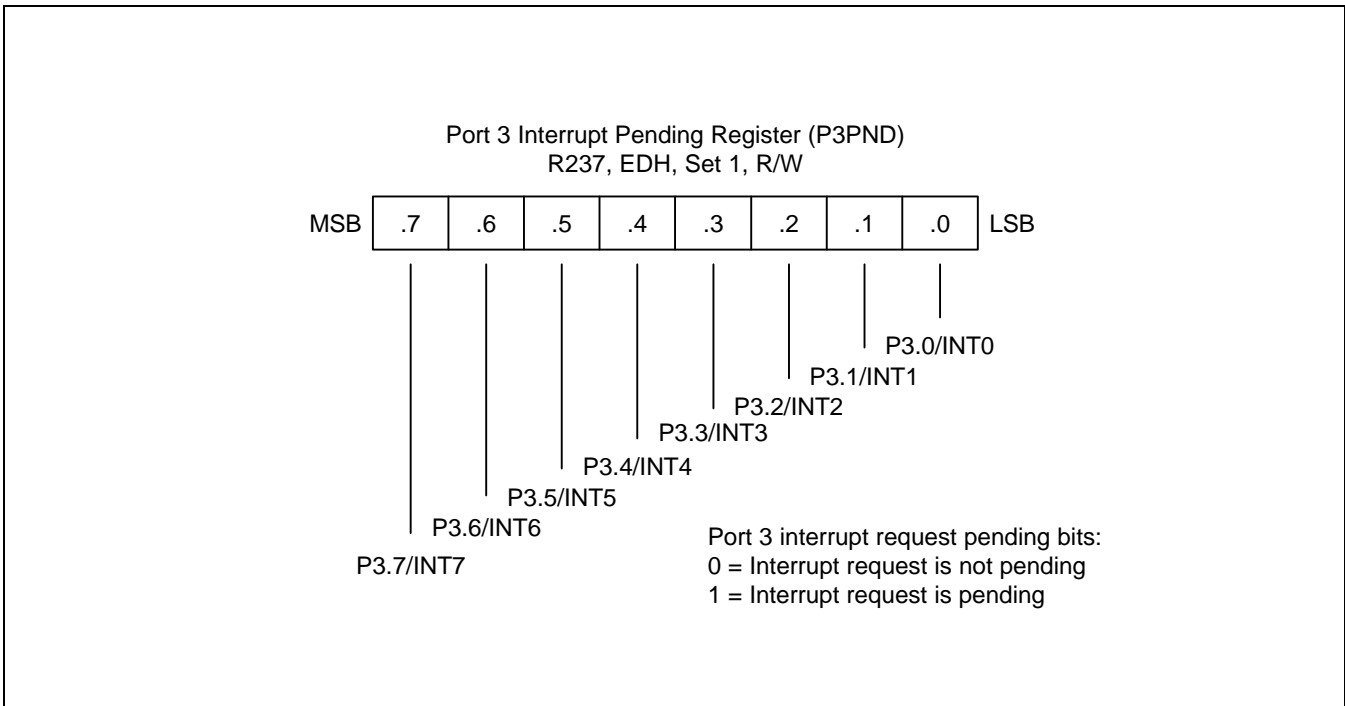 Port 3 Interrupt Pending Register (P3PND)
R237, EDH, Set 1, R/W
MSB .7 .6 .5 .4 .3 .2 .1 .0 LSB
P3.0/INT0
P3.1/INT1
P3.2/INT2
P3.3/INT3
P3.4/INT4
P3.5/INT5
P3.6/INT6
P3.7/INT7
Port 3 interrupt request pending bits:
0 = Interrupt request is not pending
1 = Interrupt request is pending